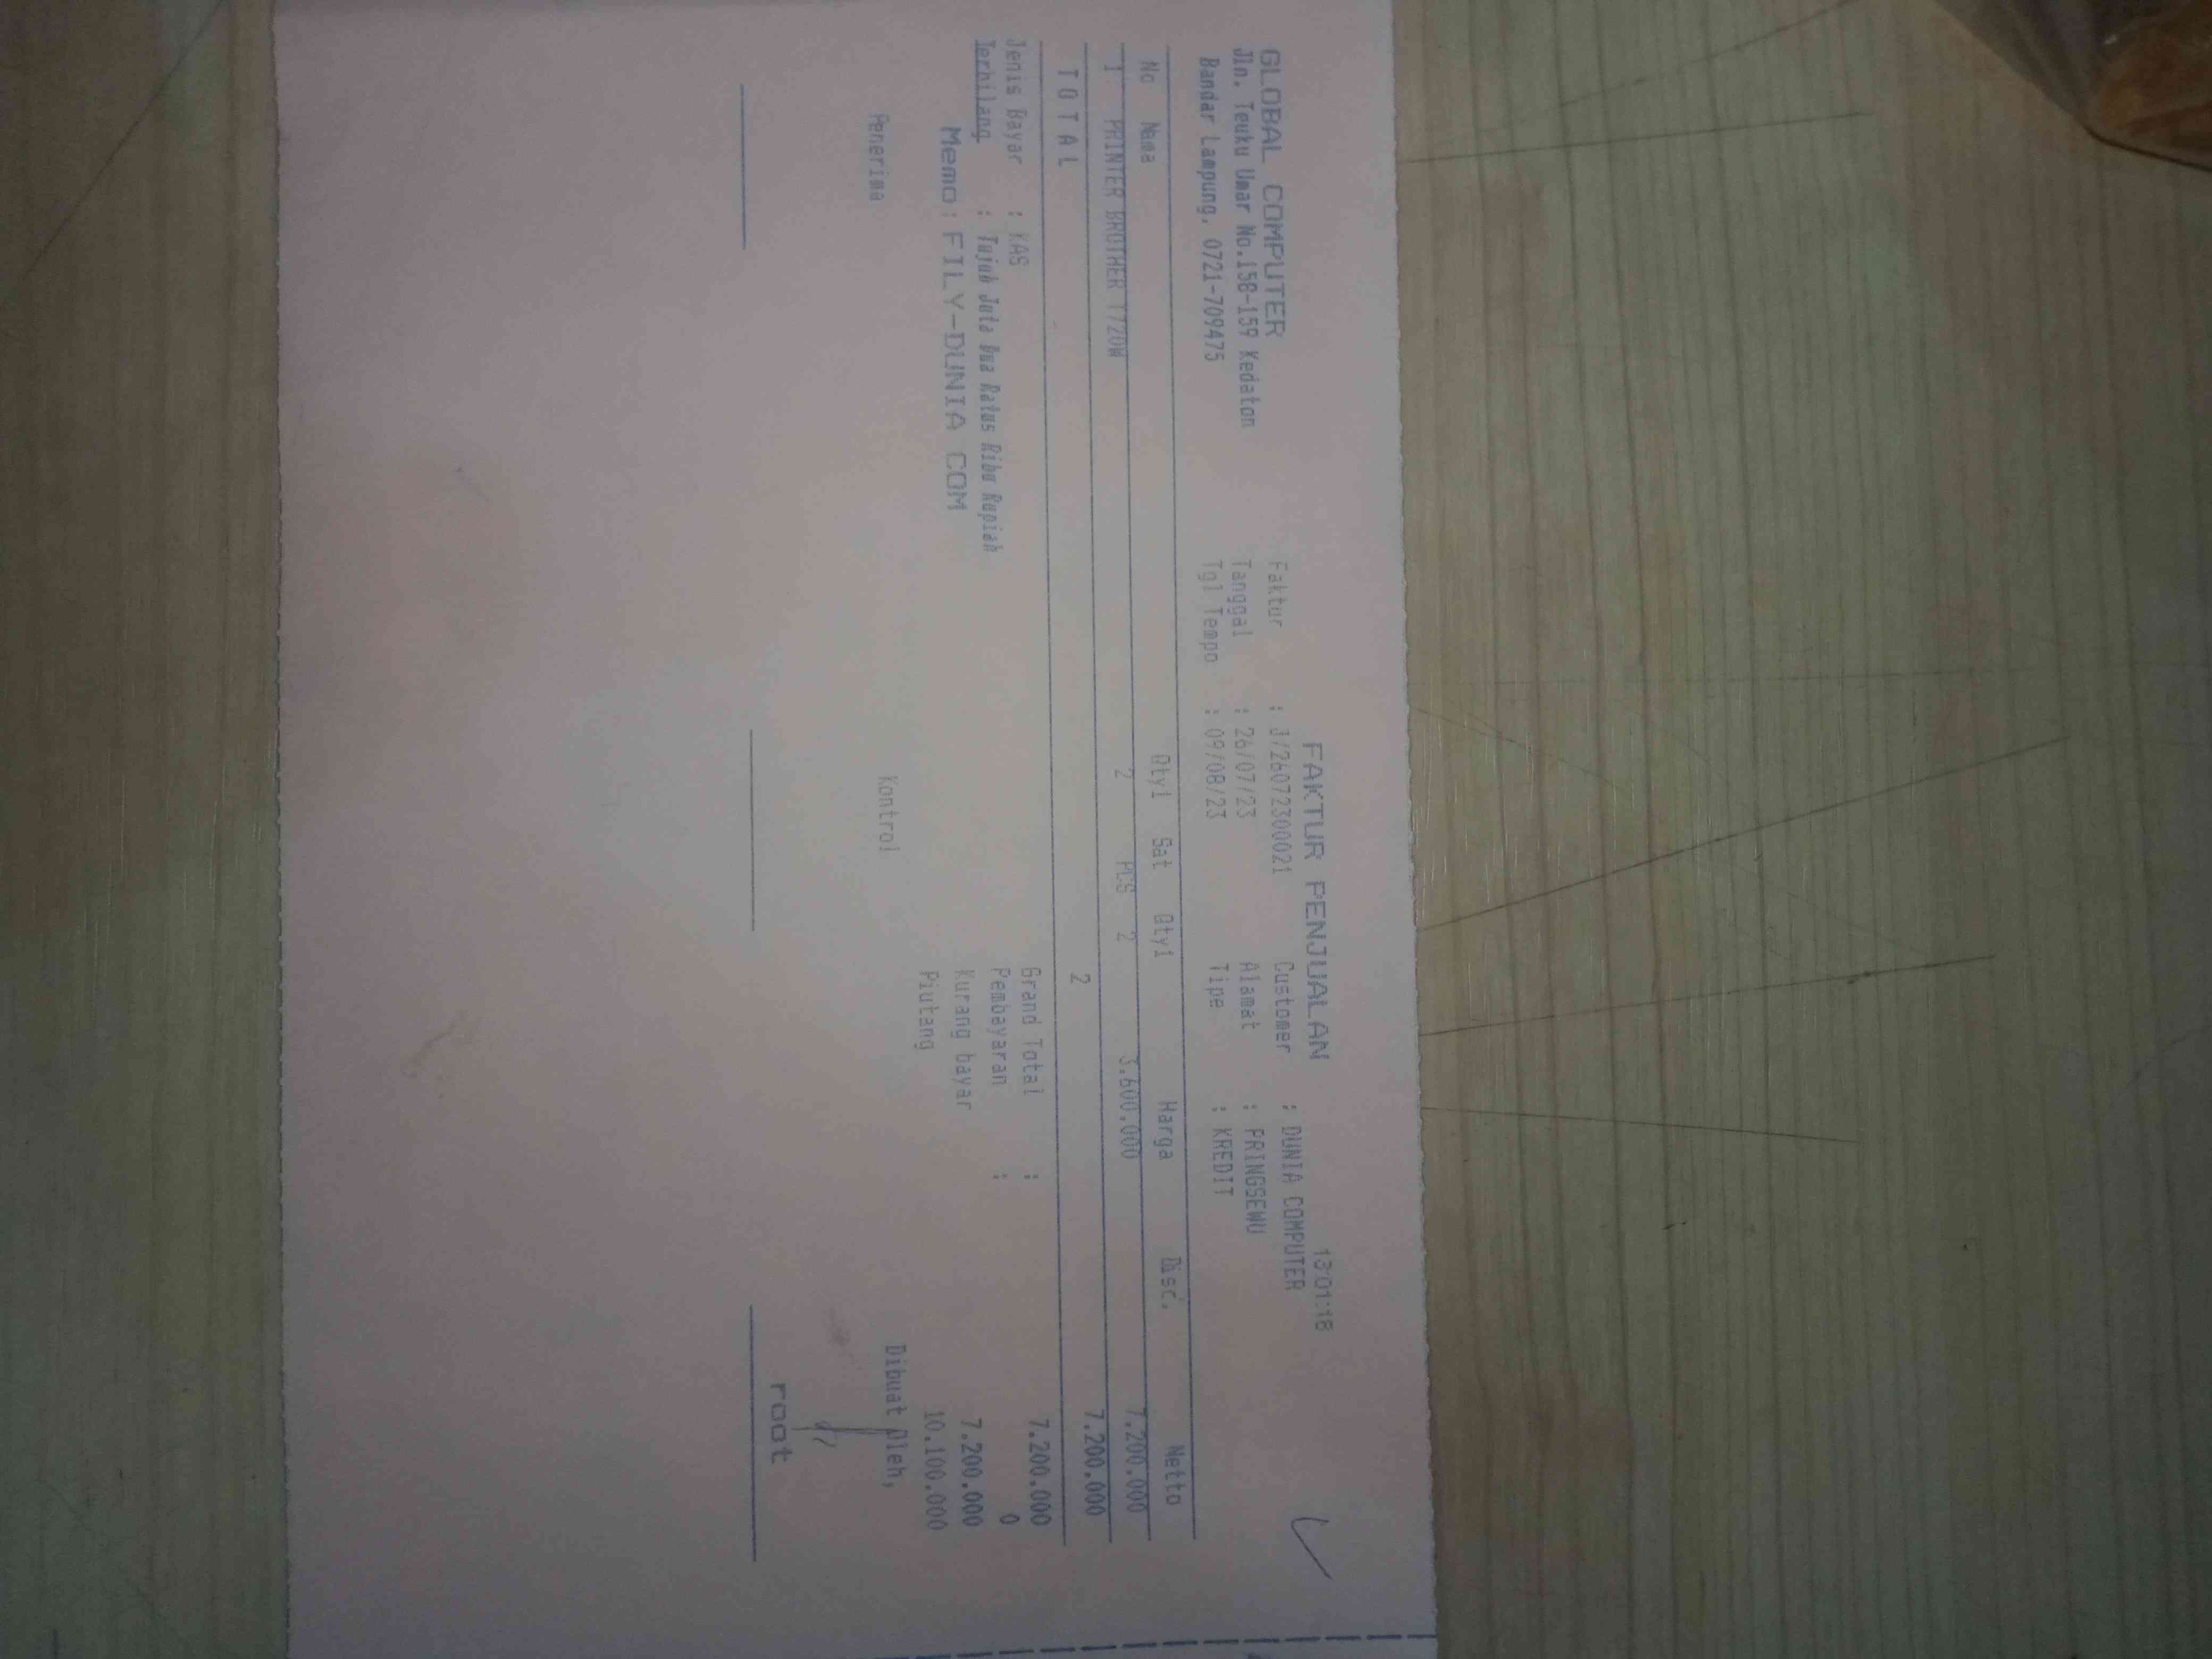 FAKTUR PENJUALAN 13:01:18
GLOBAL COMPUTER Faktur : J/26072300021 Customer : DUNIA COMPUTER
Jln. Teuku Umar No.158-159 Kedaton Tanggal : 26/07/23 Alamat : PRINGSEWU
Bandar Lampung, 0721-709475 Tgl Tempo : 09/08/23 Tipe : KREDIT
No Nama Qty1 Sat Qty1 Harga Disc. Netto
1 PRINTER BROTHER T720W 2 PCS 2 3.600.000 7.200.000
T O T A L 2 7.200.000
Jenis Bayar : KAS Grand Total : 7.200.000
Terbilang : Tujuh Juta Dua Ratus Ribu Rupiah Pembayaran : 0
Memo: FILY-DUNIA COM Kurang bayar 7.200.000
Piutang 10.100.000
Penerima Kontrol Dibuat Oleh,
root